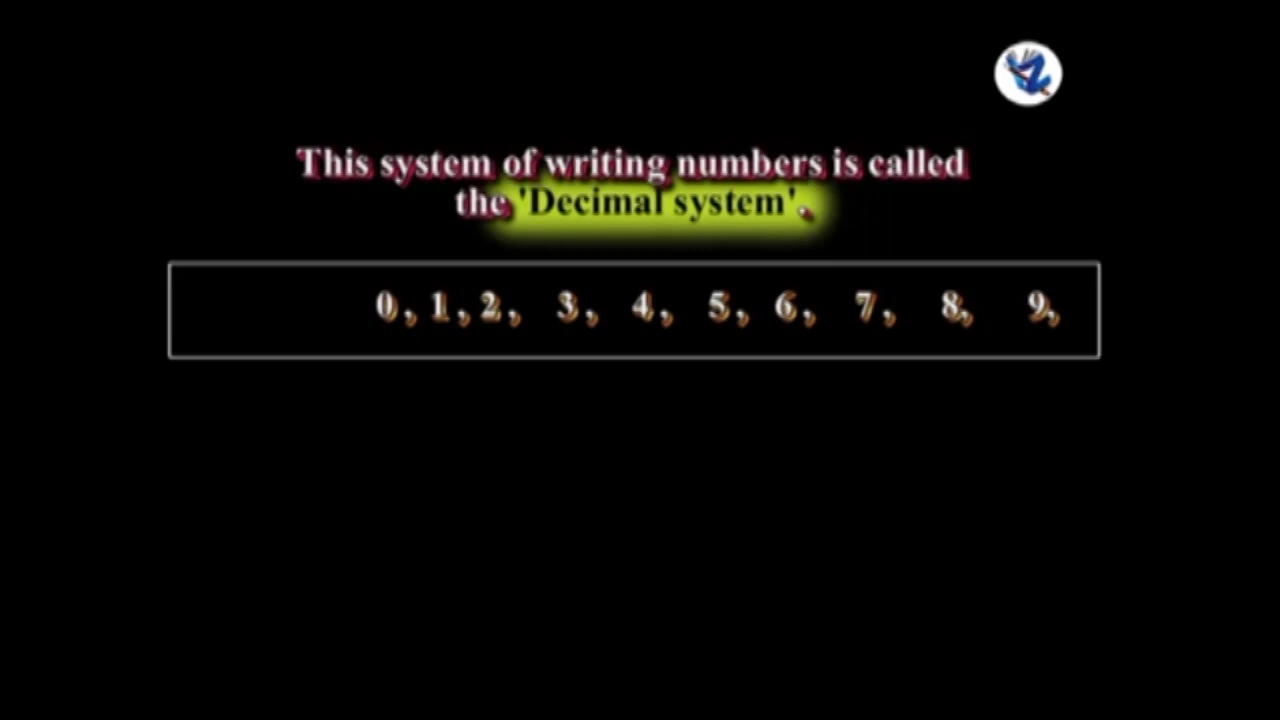 This system of writing numbers is called
the 'Decimal system'.
0, 1, 2, 3, 4, 5, 6, 7, 8, 9,